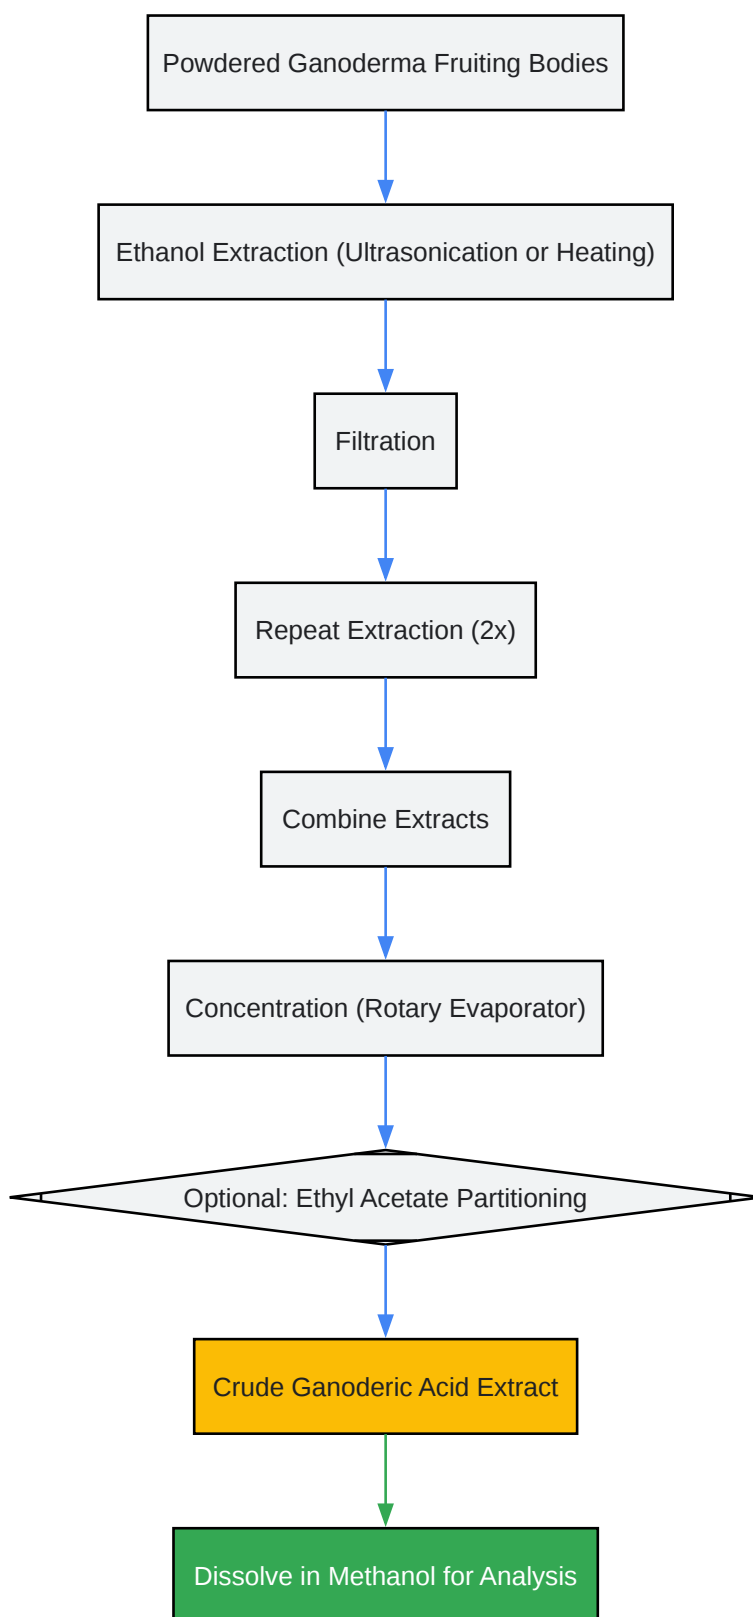 Powdered Ganoderma Fruiting Bodies
Ethanol Extraction (Ultrasonication or Heating)
Filtration
Repeat Extraction (2x)
Combine Extracts
Concentration (Rotary Evaporator)
Optional: Ethyl Acetate Partitioning
Crude Ganoderic Acid Extract
Dissolve in Methanol for Analysis